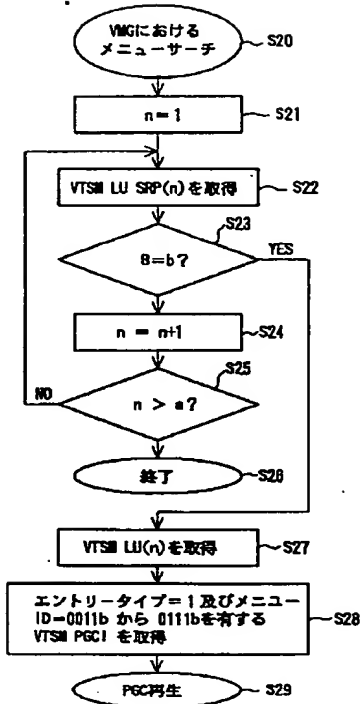 VMGにおける
メニューサーチ
S20
n=1
S21
VTSM LU SRP(n)を取得
S22
S23
B=b?
YES
n = n+1
S24
S25
NO
n > a?
終了
S26
VTSM LU(n)を取得
S27
エントリータイプ=1及びメニュー
ID=0011b から 0111bを有する
VTSM PGCI を取得
S28
PGC再生
S29